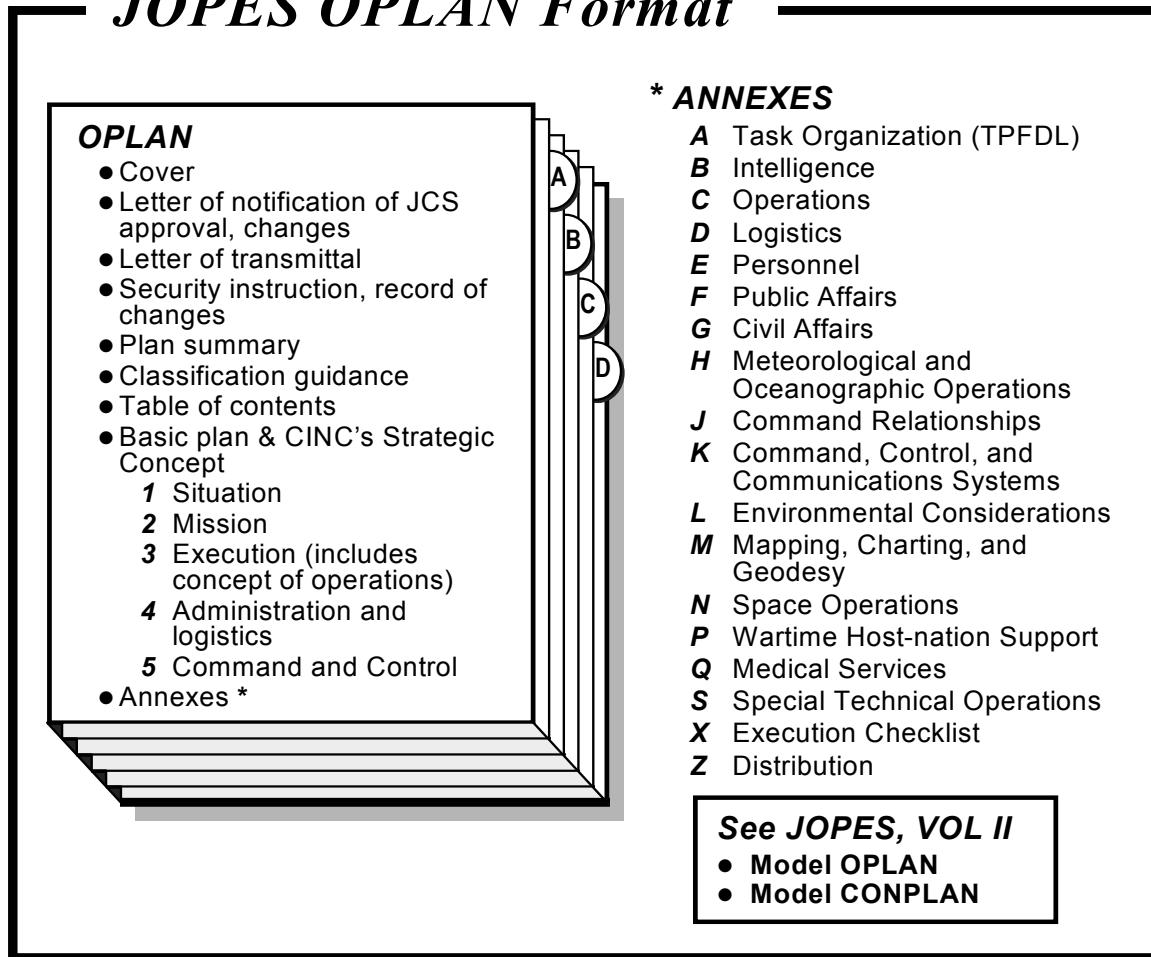 JOPES OPLAN Format
OPLAN
● Cover
● Letter of notification of JCS
approval, changes
● Letter of transmittal
● Security instruction, record of
changes
● Plan summary
● Classification guidance
● Table of contents
● Basic plan & CINC's Strategic
Concept
1 Situation
2 Mission
3 Execution (includes
concept of operations)
4 Administration and
logistics
5 Command and Control
● Annexes *
A
B
C
D
* ANNEXES
A Task Organization (TPFDL)
B Intelligence
C Operations
D Logistics
E Personnel
F Public Affairs
G Civil Affairs
H Meteorological and
Oceanographic Operations
J Command Relationships
K Command, Control, and
Communications Systems
L Environmental Considerations
M Mapping, Charting, and
Geodesy
N Space Operations
P Wartime Host-nation Support
Q Medical Services
S Special Technical Operations
X Execution Checklist
Z Distribution
See JOPES, VOL II
● Model OPLAN
● Model CONPLAN